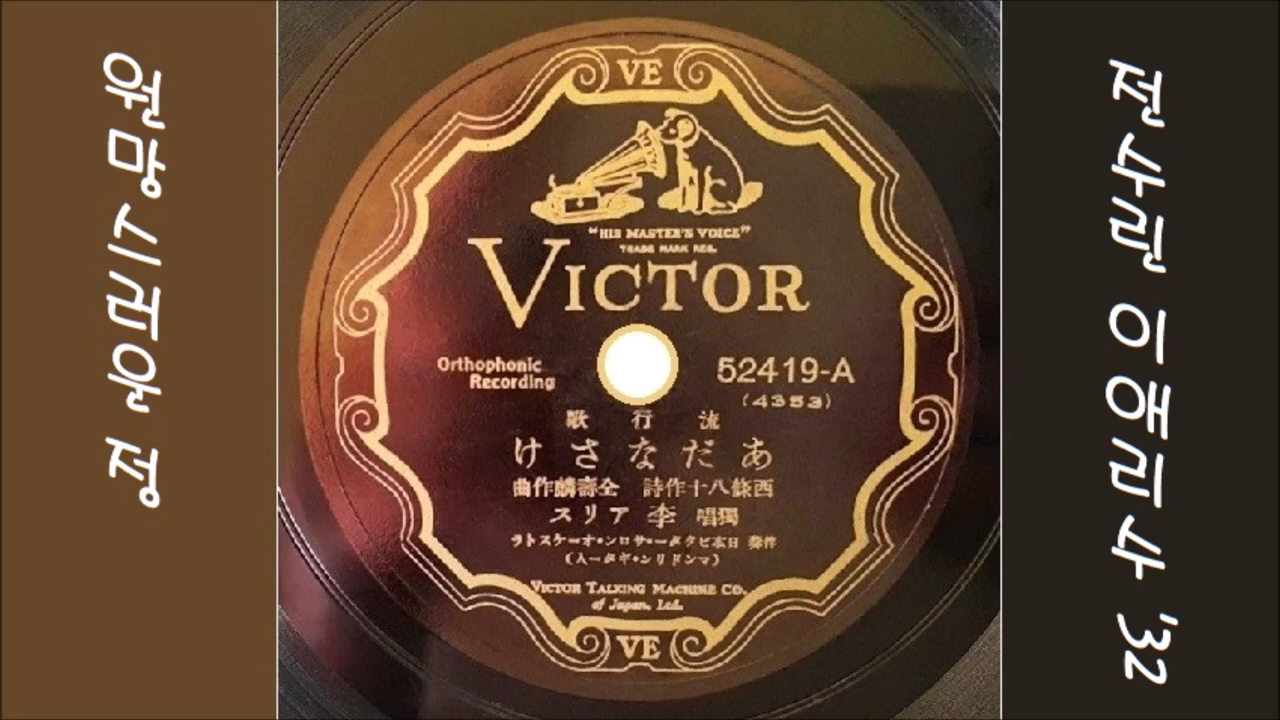 원망스러운 정
VE
"HIS MASTER'S VOICE"
TRADE MARK REG.
VICTOR
Orthophonic
Recording
52419-A
(4353)
流行歌
あだなさけ
西條八十作詩 全壽麟作曲
獨唱 李アリス
伴奏 日本ビクター・サロン・オーケストラ
(マンドリン・ギター入)
VICTOR TALKING MACHINE CO.
of Japan, Ltd.
VE
전수린 이애리수 '32